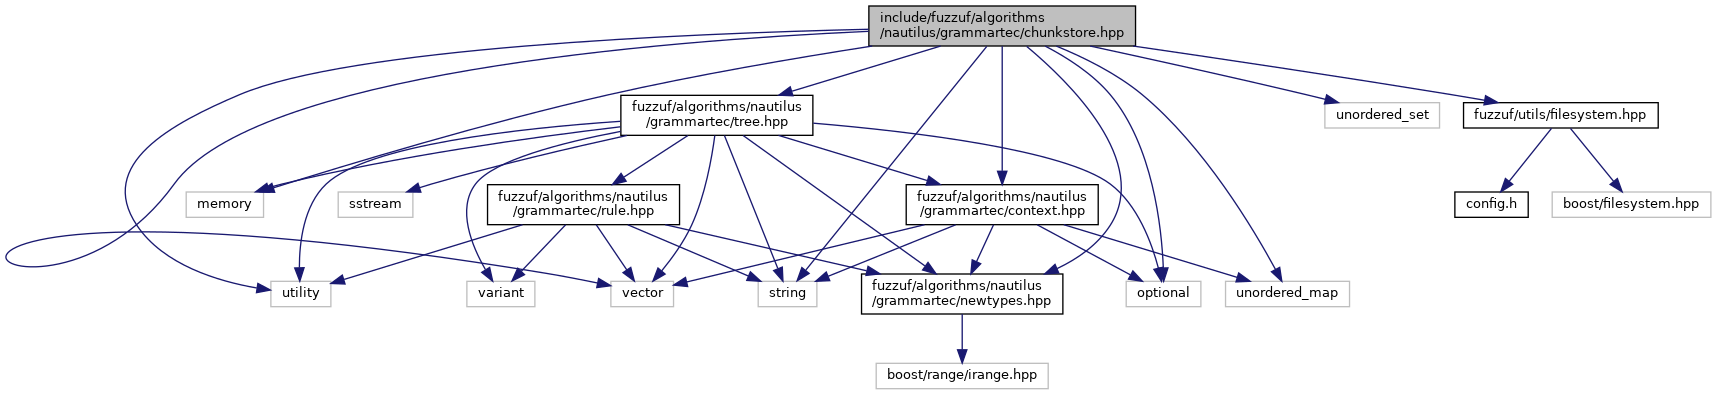 include/fuzzuf/algorithms
/nautilus/grammartec/chunkstore.hpp
fuzzuf/algorithms/nautilus
/grammartec/tree.hpp
unordered_set
fuzzuf/utils/filesystem.hpp
memory
sstream
fuzzuf/algorithms/nautilus
/grammartec/rule.hpp
fuzzuf/algorithms/nautilus
/grammartec/context.hpp
config.h
boost/filesystem.hpp
utility
variant
vector
string
fuzzuf/algorithms/nautilus
/grammartec/newtypes.hpp
optional
unordered_map
boost/range/irange.hpp